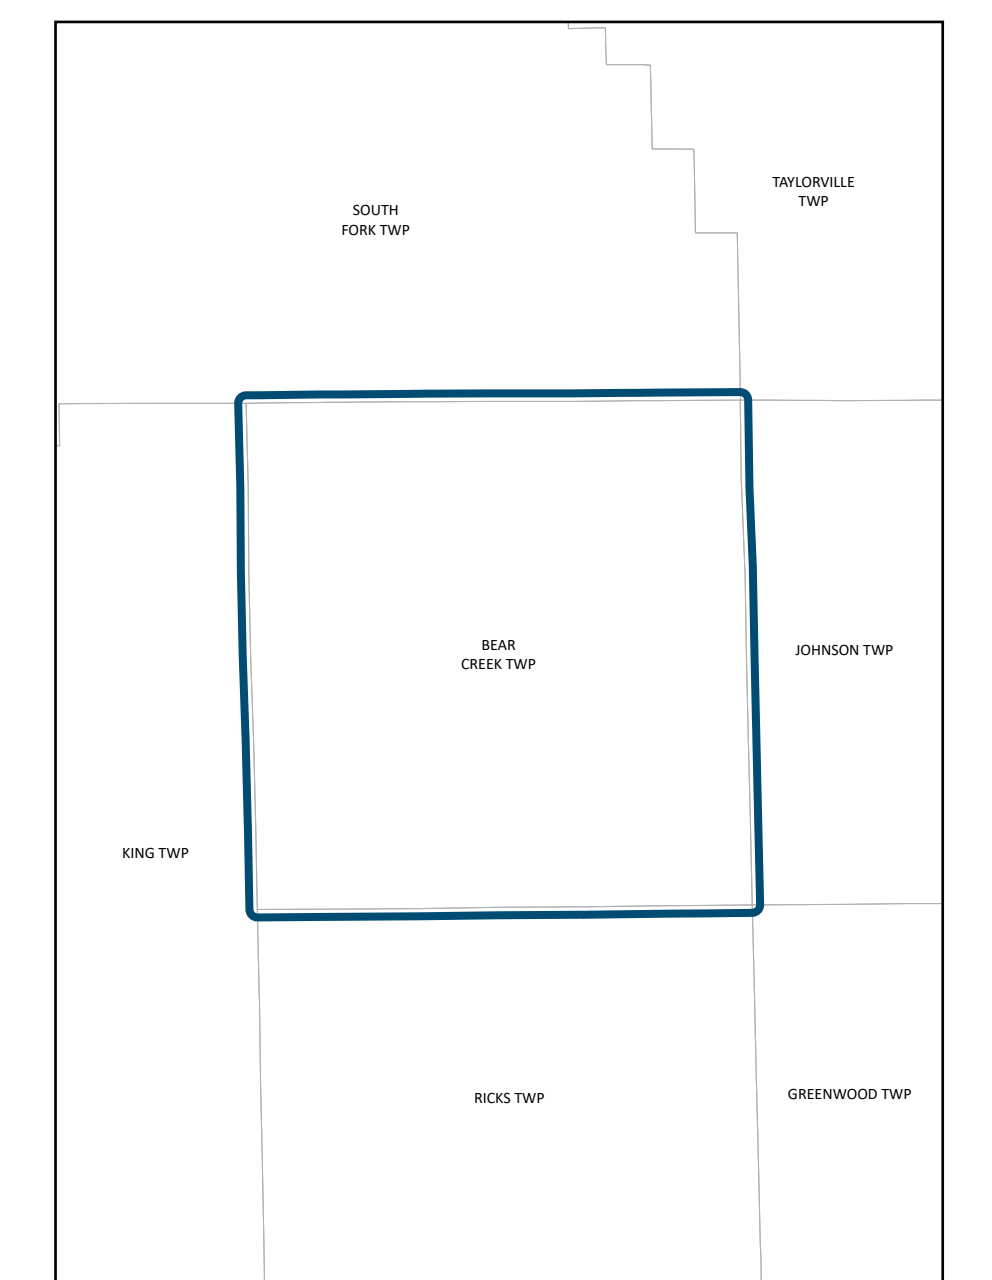 TAYLORVILLE
TWP
SOUTH
FORK TWP
BEAR
CREEK TWP
JOHNSON TWP
KING TWP
RICKS TWP
GREENWOOD TWP